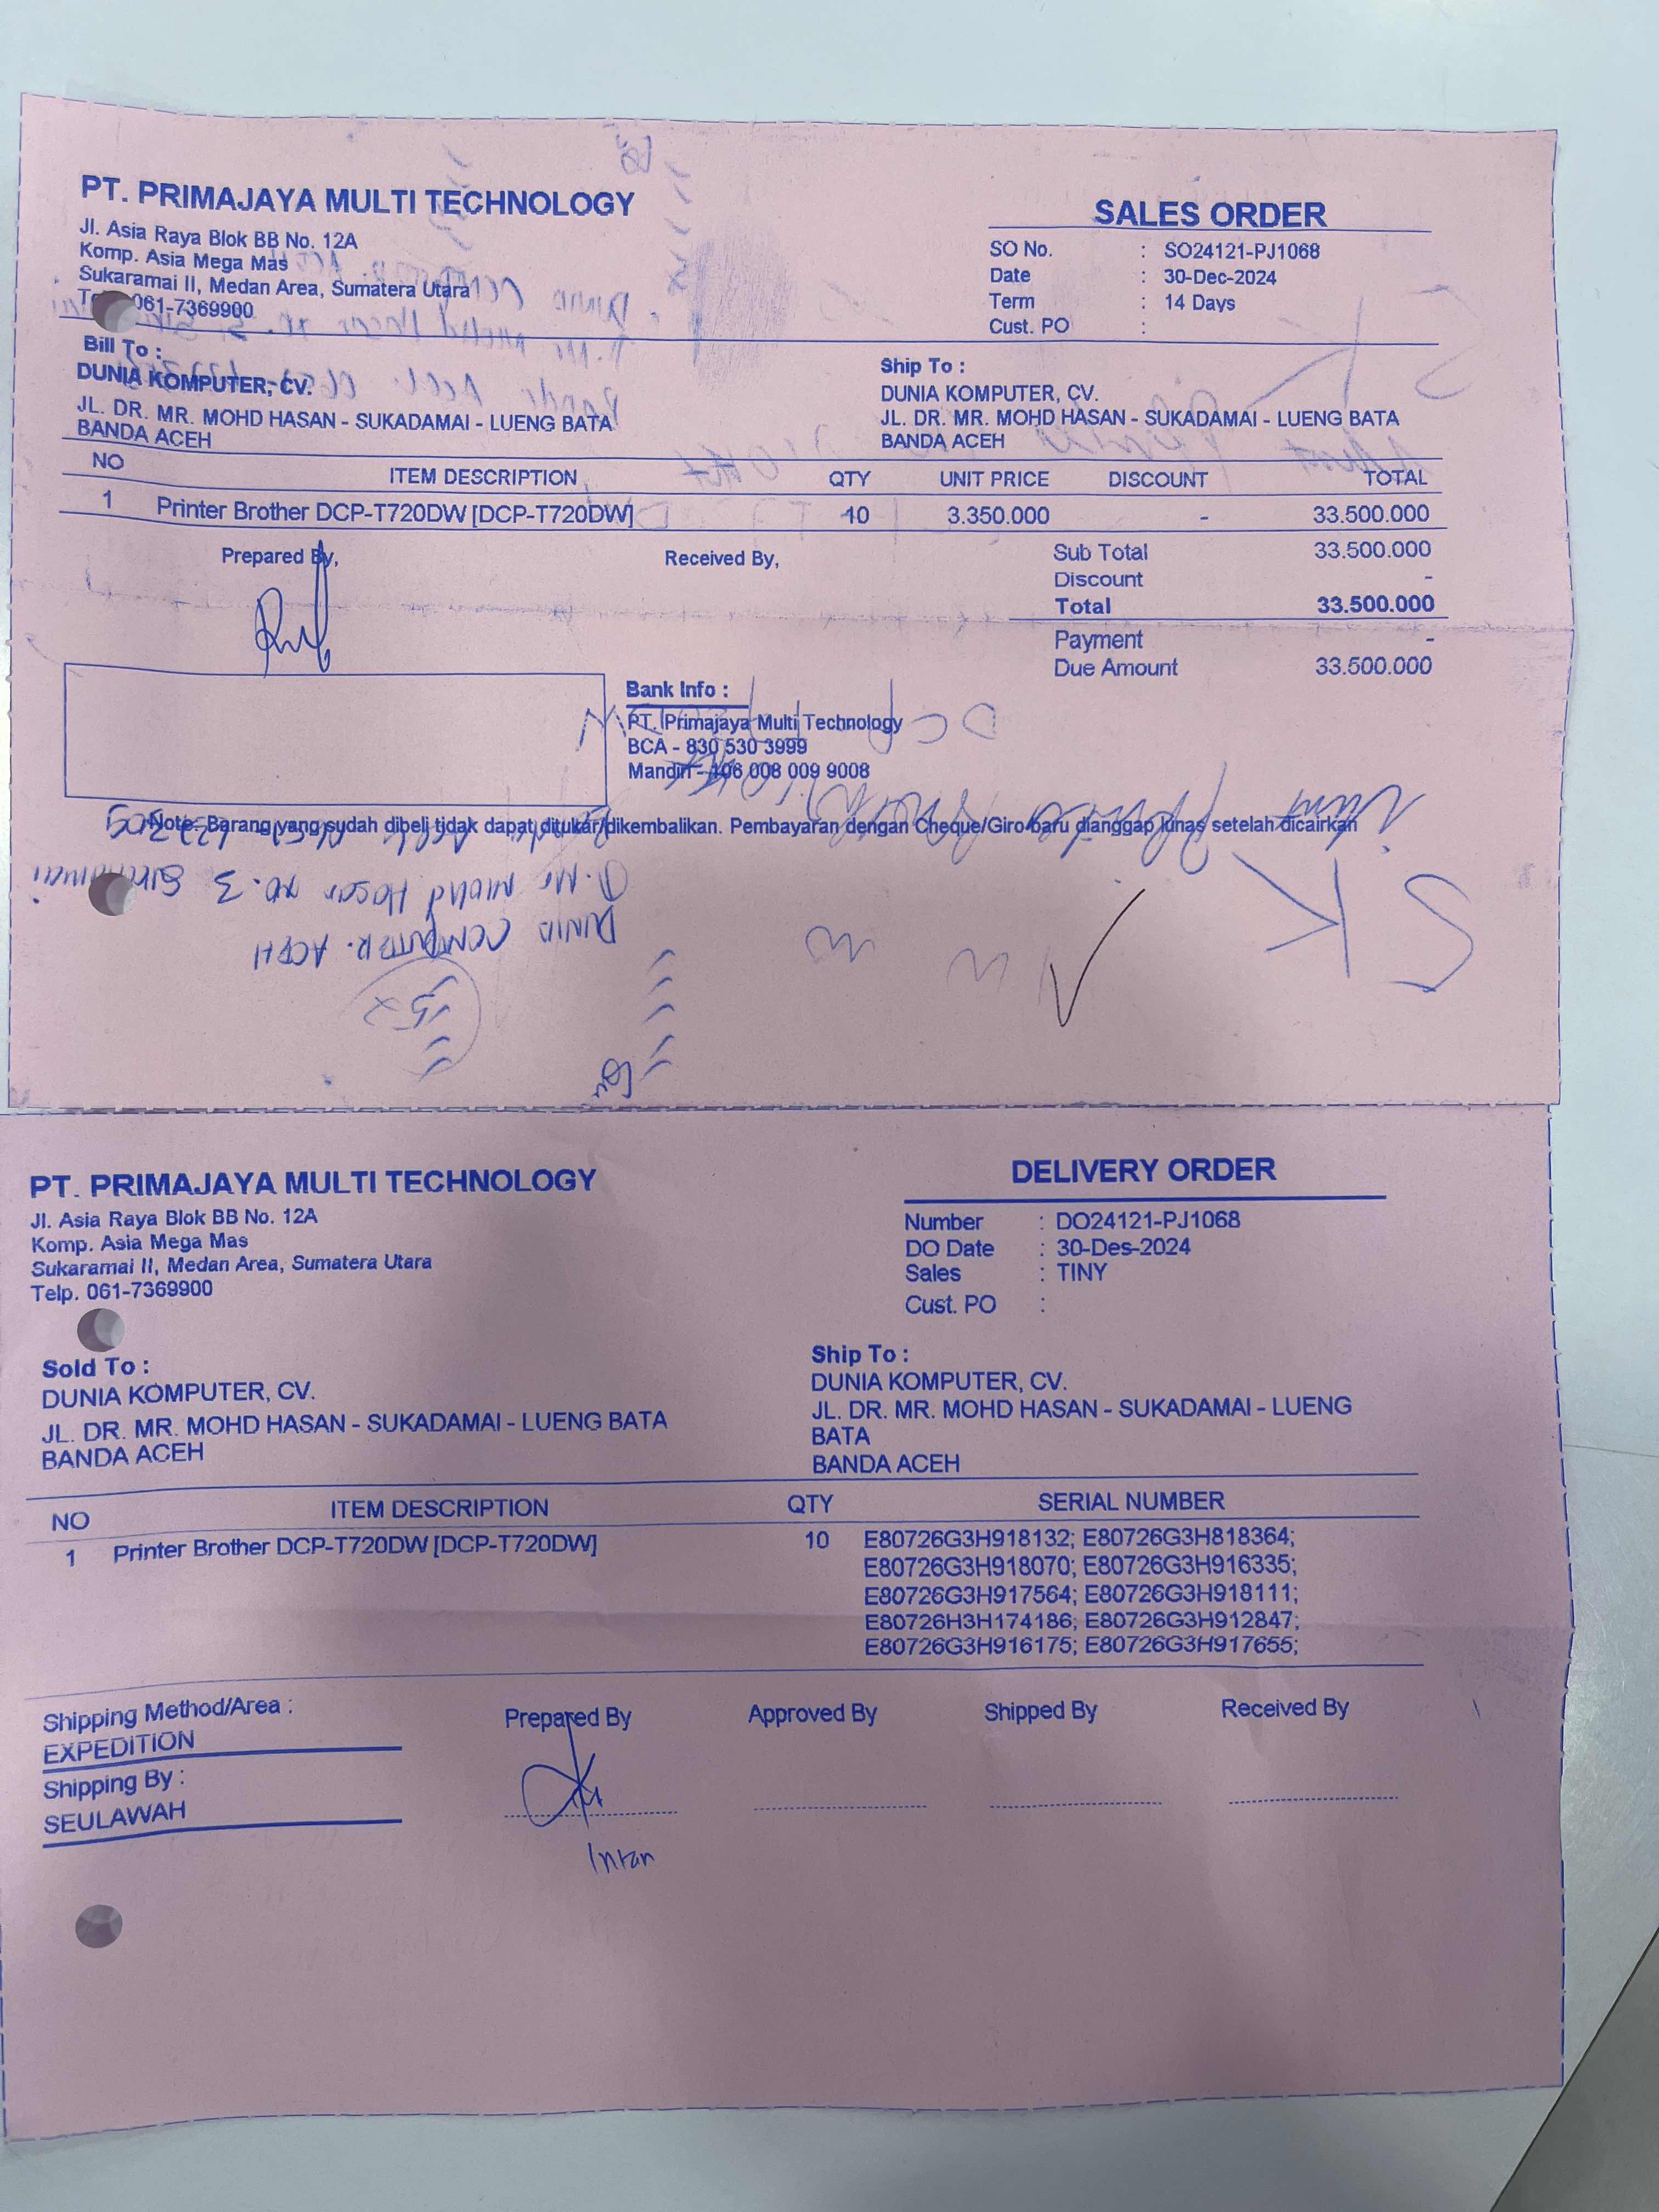 PT. PRIMAJAYA MULTI TECHNOLOGY
Jl. Asia Raya Blok BB No. 12A
Komp. Asia Mega Mas
Sukaramai II, Medan Area, Sumatera Utara
061-7369900
SALES ORDER
SO No. : SO24121-PJ1068
Date : 30-Dec-2024
Term : 14 Days
Cust. PO :
Bill To :
DUNIA KOMPUTER, CV.
JL. DR. MR. MOHD HASAN - SUKADAMAI - LUENG BATA
BANDA ACEH
Ship To :
DUNIA KOMPUTER, CV.
JL. DR. MR. MOHD HASAN - SUKADAMAI - LUENG BATA
BANDA ACEH
NO ITEM DESCRIPTION QTY UNIT PRICE DISCOUNT TOTAL
1 Printer Brother DCP-T720DW [DCP-T720DW] 10 3.350.000 - 33.500.000
Prepared By,
Received By,
Sub Total 33.500.000
Discount -
Total 33.500.000
Payment -
Due Amount 33.500.000
Bank Info :
PT. Primajaya Multi Technology
BCA - 830 530 3999
Mandiri - 106 008 009 9008
Note: Barang yang sudah dibeli tidak dapat ditukar/dikembalikan. Pembayaran dengan Cheque/Giro baru dianggap lunas setelah dicairkan
Dr. Mr Mohd Hasan no. 3
DUNIA COMPUTER. ACEH
SK
PT. PRIMAJAYA MULTI TECHNOLOGY
Jl. Asia Raya Blok BB No. 12A
Komp. Asia Mega Mas
Sukaramai II, Medan Area, Sumatera Utara
Telp. 061-7369900
DELIVERY ORDER
Number : DO24121-PJ1068
DO Date : 30-Des-2024
Sales : TINY
Cust. PO :
Sold To :
DUNIA KOMPUTER, CV.
JL. DR. MR. MOHD HASAN - SUKADAMAI - LUENG BATA
BANDA ACEH
Ship To :
DUNIA KOMPUTER, CV.
JL. DR. MR. MOHD HASAN - SUKADAMAI - LUENG
BATA
BANDA ACEH
NO ITEM DESCRIPTION QTY SERIAL NUMBER
1 Printer Brother DCP-T720DW [DCP-T720DW] 10 E80726G3H918132; E80726G3H818364;
E80726G3H918070; E80726G3H916335;
E80726G3H917564; E80726G3H918111;
E80726H3H174186; E80726G3H912847;
E80726G3H916175; E80726G3H917655;
Shipping Method/Area :
EXPEDITION
Shipping By :
SEULAWAH
Prepared By
Approved By
Shipped By
Received By
Intan